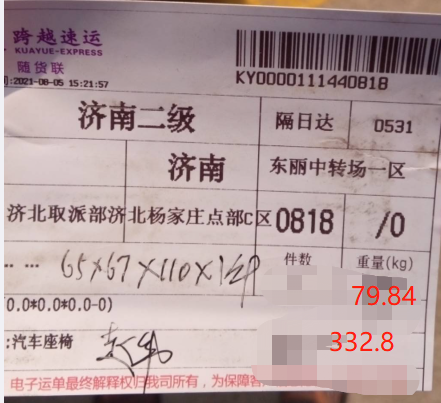 跨越速运
KUAYUE-EXPRESS
随货联
间:2021-08-05 15:21:57
KY0000111440818
济南二级
隔日达
0531
济南
东丽中转场一区
济北取派部济北杨家庄点部C区
0818
/0
件数
重量(kg)
65×67×110×1件
79.84
(0.0*0.0*0.0-0)
:汽车座椅
332.8
电子运单最终解释权归我司所有，为保障客